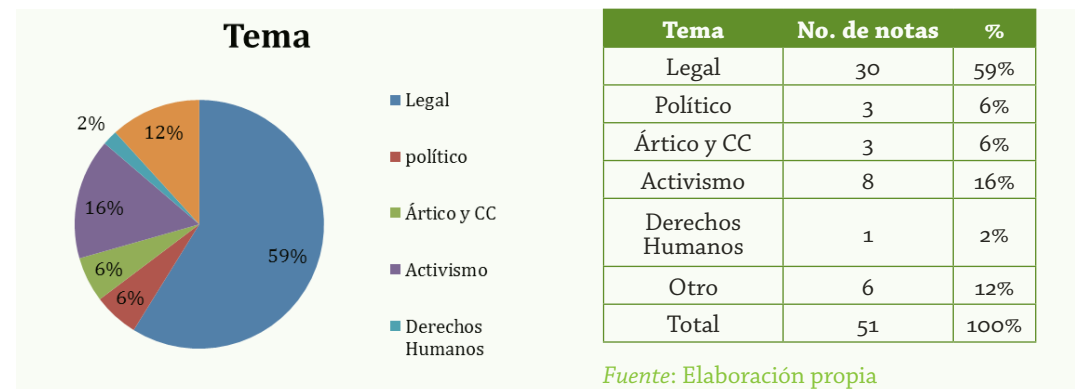 Tema
2%
12%
16%
6%
6%
59%
Legal
político
Ártico y CC
Activismo
Derechos
Humanos
Tema No. de notas %
Legal 30 59%
Político 3 6%
Ártico y CC 3 6%
Activismo 8 16%
Derechos
Humanos 1 2%
Otro 6 12%
Total 51 100%
Fuente: Elaboración propia